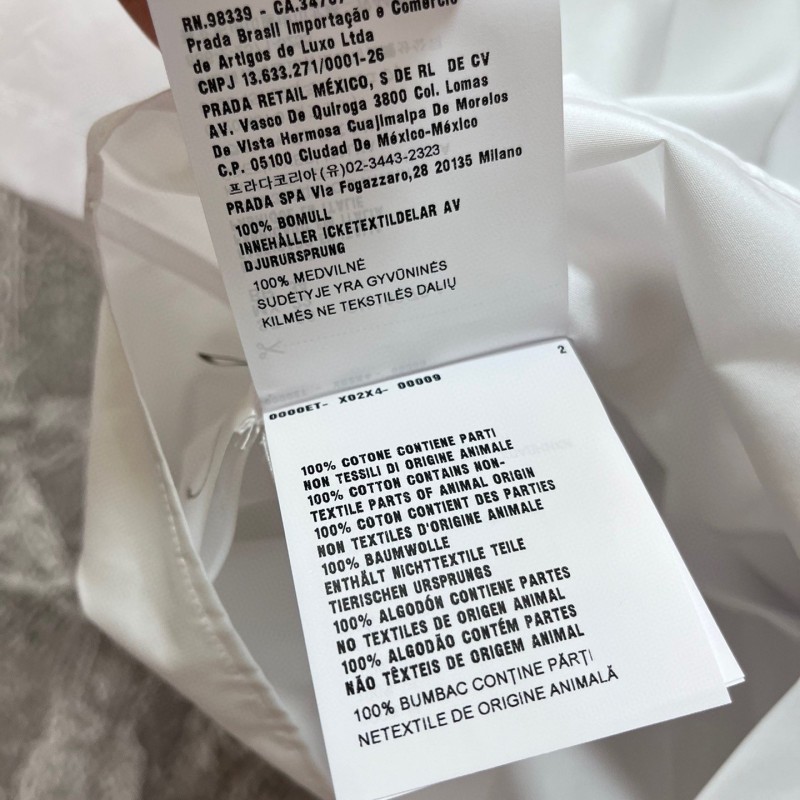 RN.98339 - CA.34787
Prada Brasil Importação e Comercio
de Artigos de Luxo Ltda
CNPJ 13.633.271/0001-26
PRADA RETAIL MÉXICO, S DE RL DE CV
AV. Vasco De Quiroga 3800 Col. Lomas
De Vista Hermosa Cuajimalpa De Morelos
C.P. 05100 Ciudad De México-México
프라다코리아(유)02-3443-2323
PRADA SPA Via Fogazzaro,28 20135 Milano
100% BOMULL
INNEHÅLLER ICKETEXTILDELAR AV
DJURURSPRUNG
100% MEDVILNĖ
SUDĖTYJE YRA GYVŪNINĖS
KILMĖS NE TEKSTILĖS DALIŲ
2
0000ET- X02X4- 00009
100% COTONE CONTIENE PARTI
NON TESSILI DI ORIGINE ANIMALE
100% COTTON CONTAINS NON-
TEXTILE PARTS OF ANIMAL ORIGIN
100% COTON CONTIENT DES PARTIES
NON TEXTILES D'ORIGINE ANIMALE
100% BAUMWOLLE
ENTHÄLT NICHTTEXTILE TEILE
TIERISCHEN URSPRUNGS
100% ALGODÓN CONTIENE PARTES
NO TEXTILES DE ORIGEN ANIMAL
100% ALGODÃO CONTÉM PARTES
NÃO TÊXTEIS DE ORIGEM ANIMAL
100% BUMBAC CONȚINE PĂRȚI
NETEXTILE DE ORIGINE ANIMALĂ